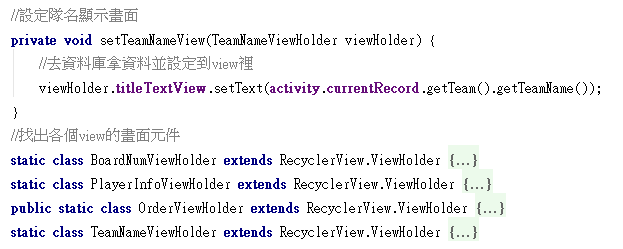 //設定隊名顯示畫面
private void setTeamNameView(TeamNameViewHolder viewHolder) {
//去資料庫拿資料並設定到view裡
viewHolder.titleTextView.setText(activity.currentRecord.getTeam().getTeamName());
}
//找出各個view的畫面元件
static class BoardNumViewHolder extends RecyclerView.ViewHolder {...}
static class PlayerInfoViewHolder extends RecyclerView.ViewHolder {...}
public static class OrderViewHolder extends RecyclerView.ViewHolder {...}
static class TeamNameViewHolder extends RecyclerView.ViewHolder {...}